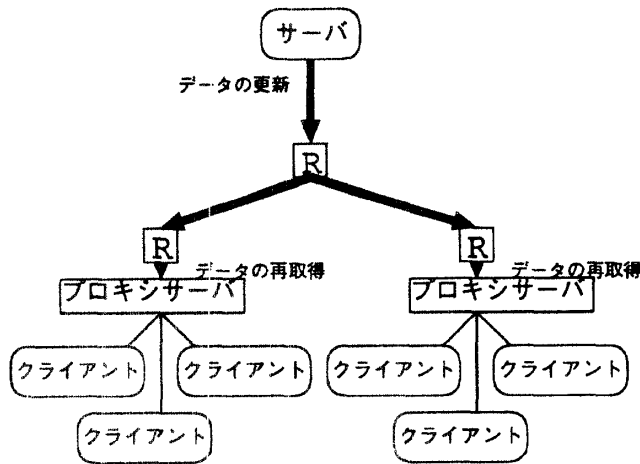 サーバ
データの更新
R
R
R
データの再取得
データの再取得
プロキシサーバ
プロキシサーバ
クライアント
クライアント
クライアント
クライアント
クライアント
クライアント